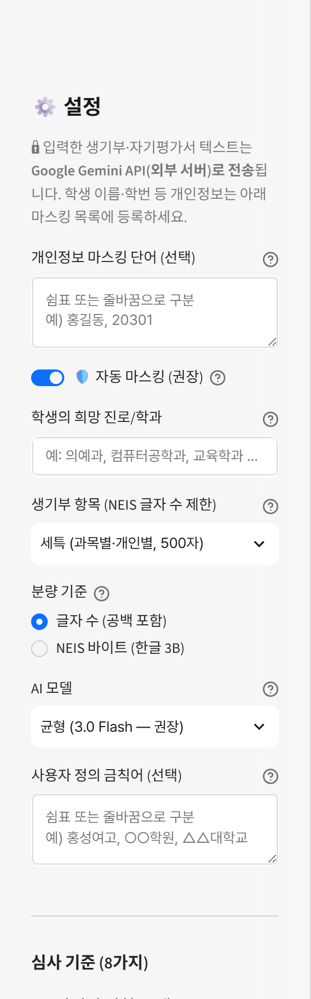 설정
입력한 생기부·자기평가서 텍스트는
Google Gemini API(외부 서버)로 전송됩
니다. 학생 이름·학번 등 개인정보는 아래
마스킹 목록에 등록하세요.
개인정보 마스킹 단어 (선택)
쉼표 또는 줄바꿈으로 구분
예) 홍길동, 20301
자동 마스킹 (권장)
학생의 희망 진로/학과
예: 의예과, 컴퓨터공학과, 교육학과 ...
생기부 항목 (NEIS 글자 수 제한)
세특 (과목별·개인별, 500자)
분량 기준
글자 수 (공백 포함)
NEIS 바이트 (한글 3B)
AI 모델
균형 (3.0 Flash — 권장)
사용자 정의 금칙어 (선택)
쉼표 또는 줄바꿈으로 구분
예) 홍성여고, ○○학원, △△대학교
심사 기준 (8가지)